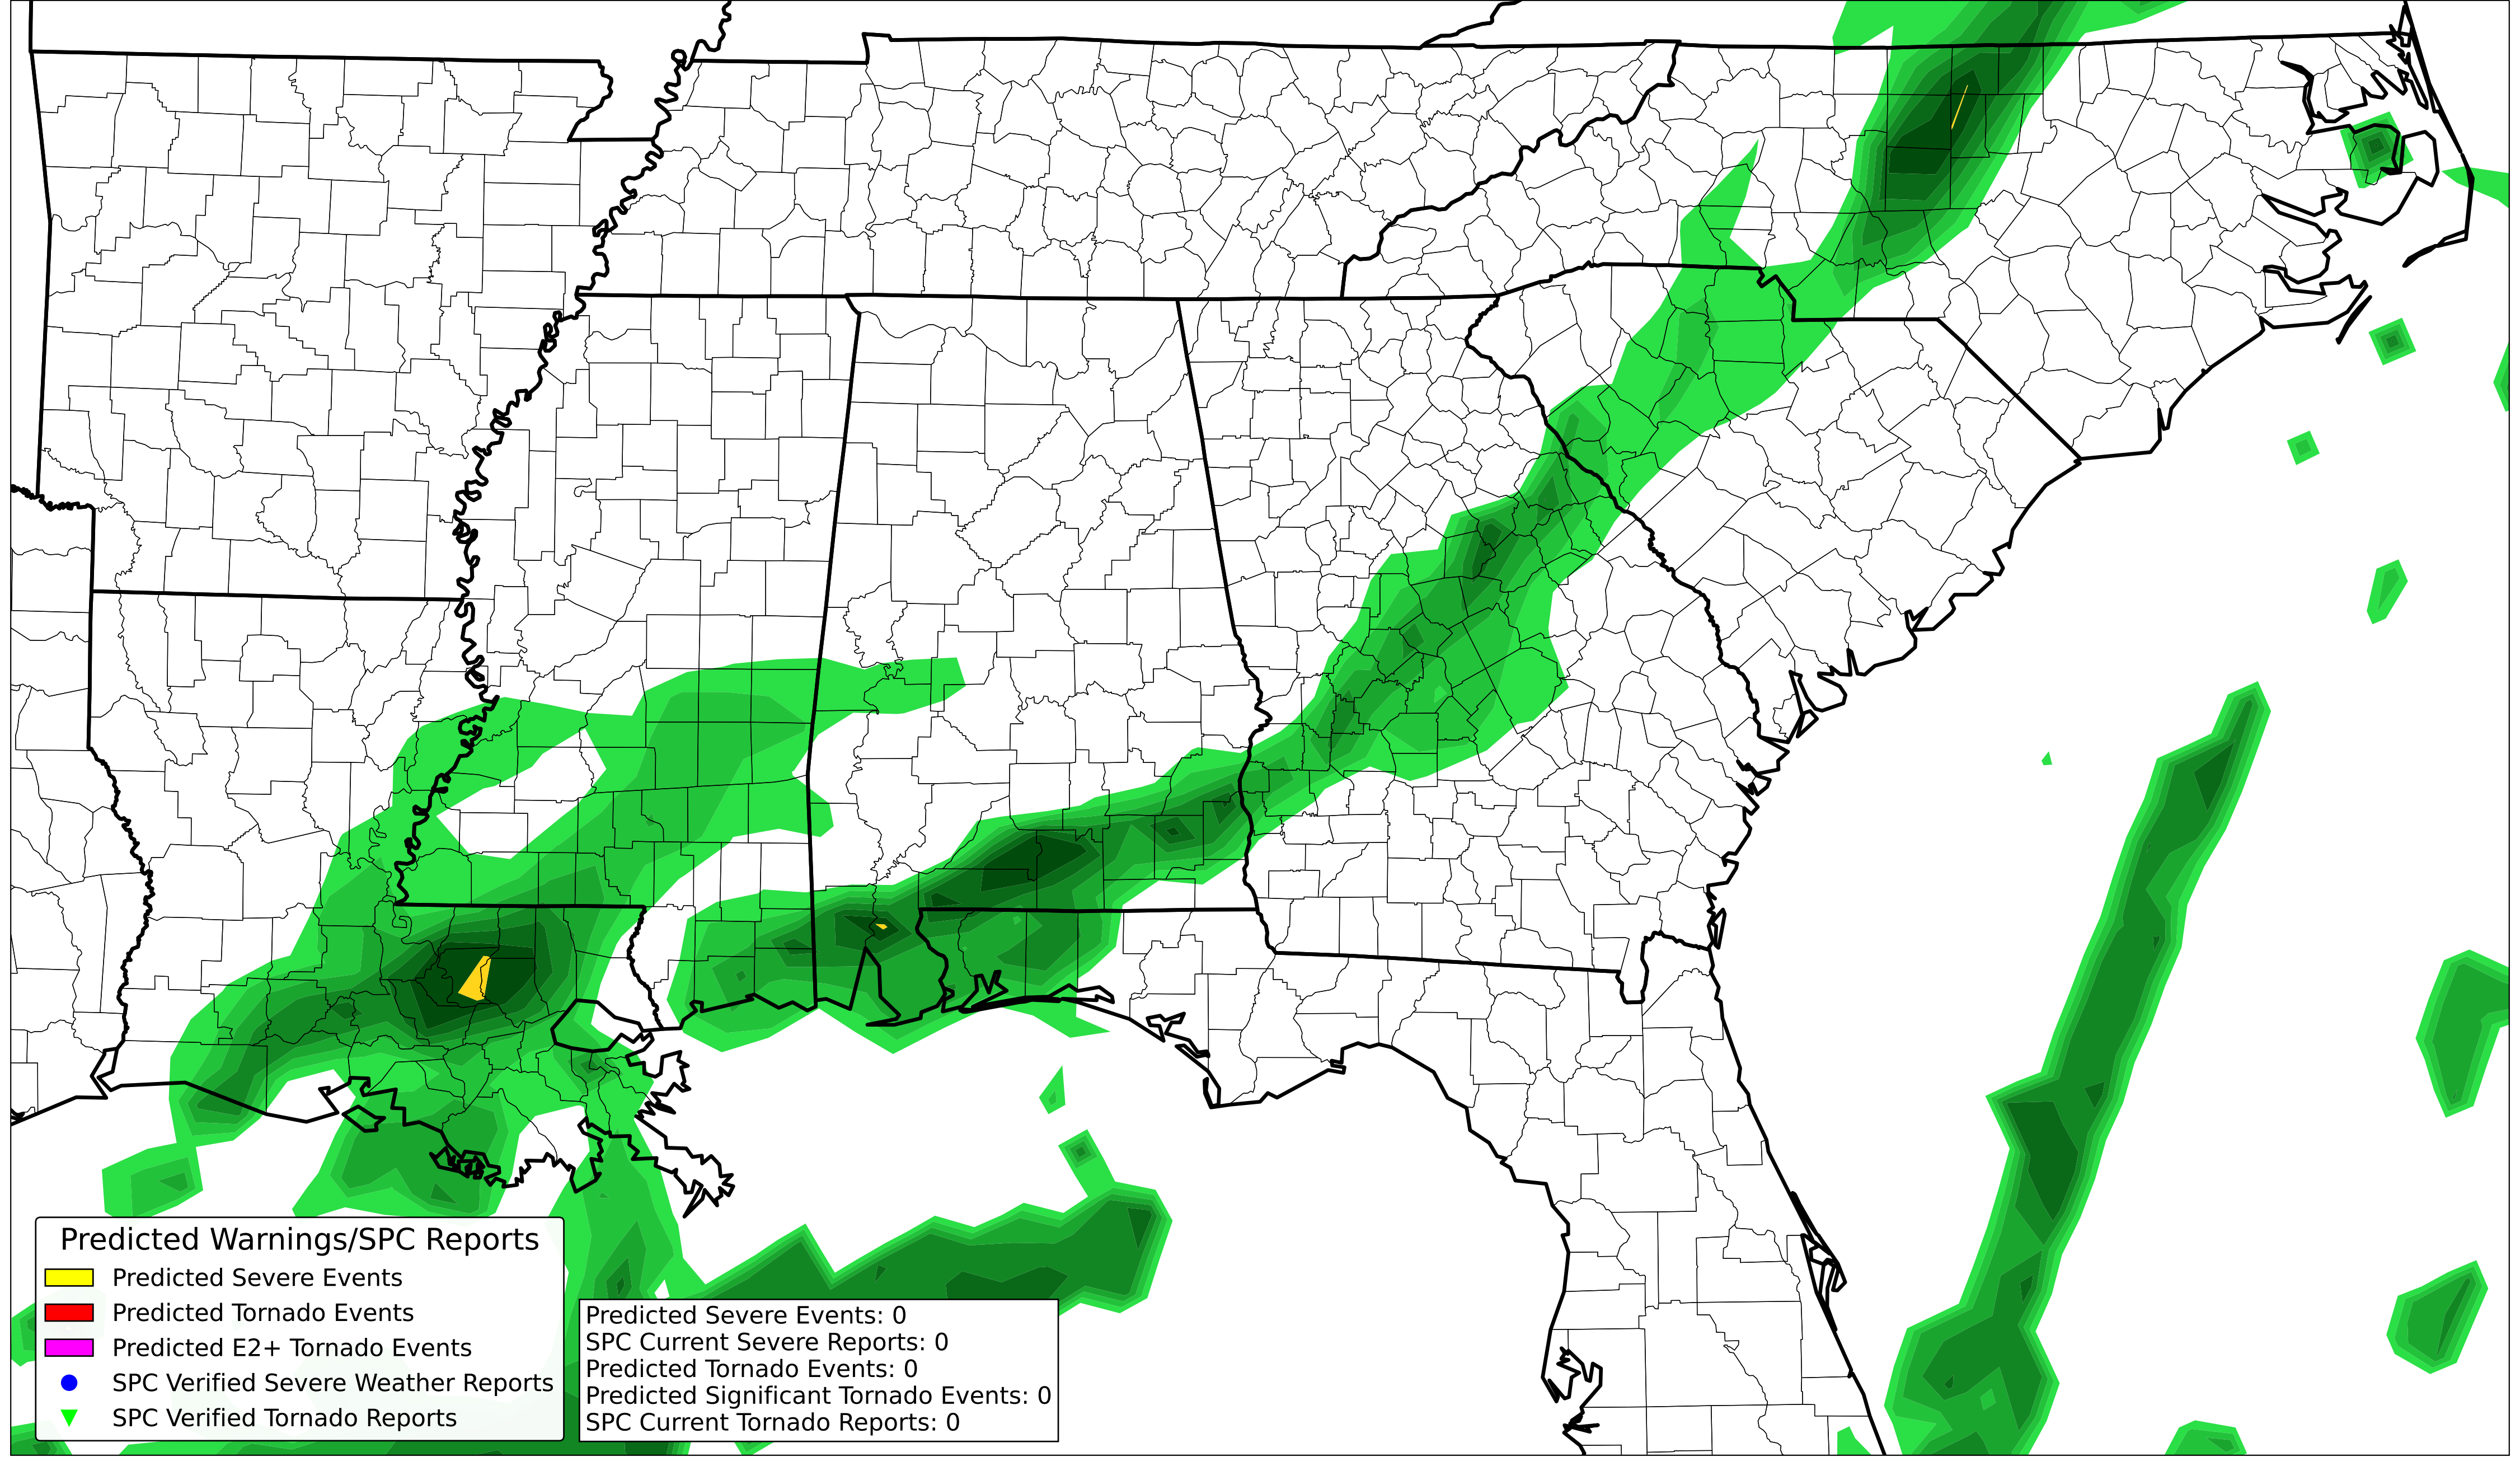 Predicted Warnings/SPC Reports
Predicted Severe Events
Predicted Tornado Events
Predicted E2+ Tornado Events
SPC Verified Severe Weather Reports
SPC Verified Tornado Reports
Predicted Severe Events: 0
SPC Current Severe Reports: 0
Predicted Tornado Events: 0
Predicted Significant Tornado Events: 0
SPC Current Tornado Reports: 0